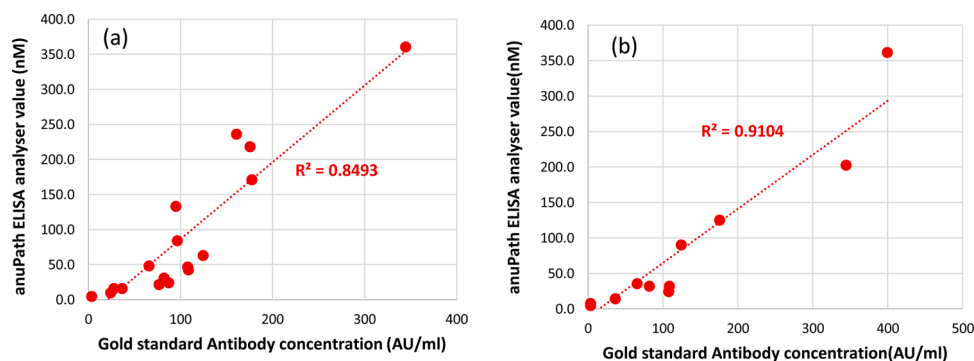 (a)
anuPath ELISA analyser value (nM)
400.0
350.0
300.0
250.0
200.0
150.0
100.0
50.0
0.0
R² = 0.8493
0 100 200 300 400
Gold standard Antibody concentration(AU/ml)
(b)
anuPath ELISA analyser value(nM)
400.0
350.0
300.0
250.0
200.0
150.0
100.0
50.0
0.0
R² = 0.9104
0 100 200 300 400 500
Gold standard Antibody concentration(AU/ml)